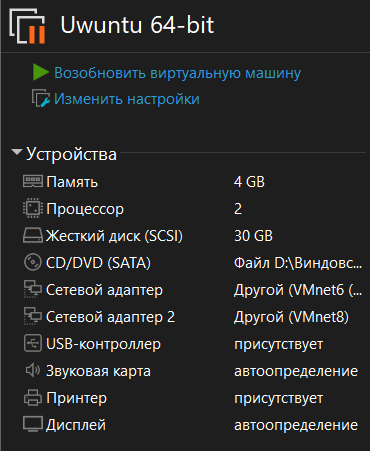 Uwuntu 64-bit
Возобновить виртуальную машину
Изменить настройки
Устройства
Память 4 GB
Процессор 2
Жесткий диск (SCSI) 30 GB
CD/DVD (SATA) Файл D:\Виндовс...
Сетевой адаптер Другой (VMnet6 (...
Сетевой адаптер 2 Другой (VMnet8)
USB-контроллер присутствует
Звуковая карта автоопределение
Принтер присутствует
Дисплей автоопределение